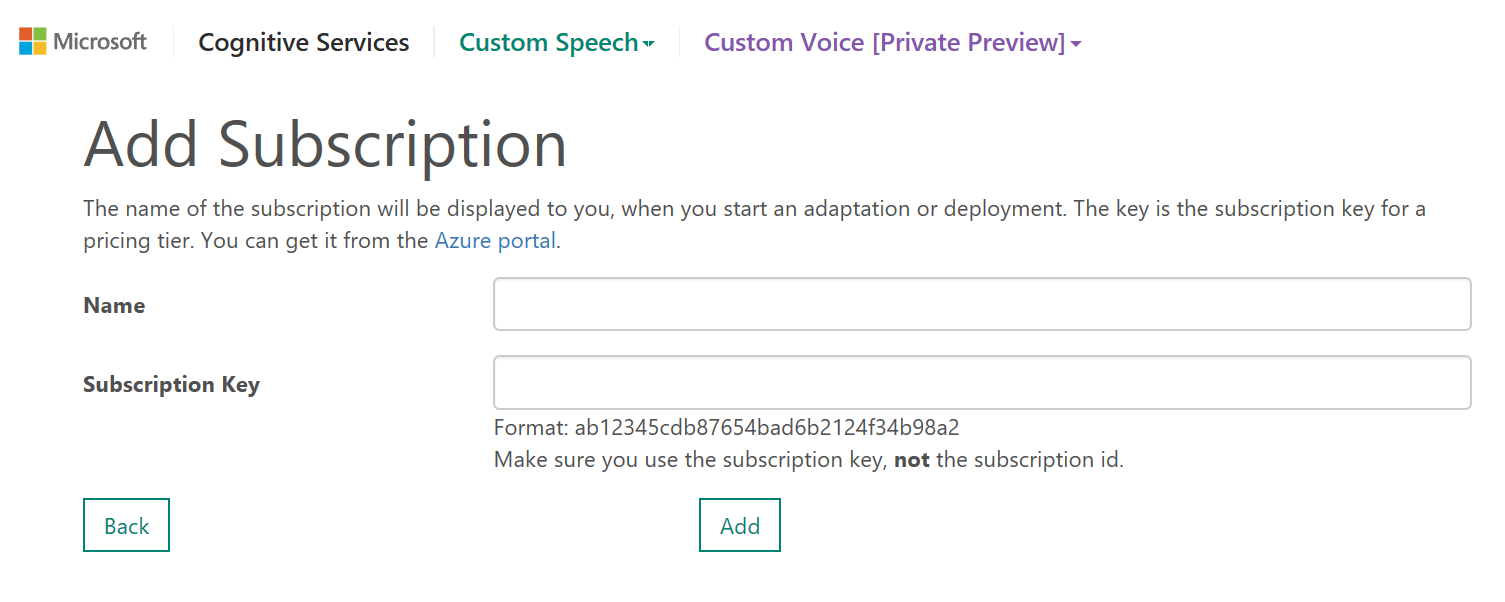 Microsoft Cognitive Services Custom Speech Custom Voice [Private Preview]
Add Subscription
The name of the subscription will be displayed to you, when you start an adaptation or deployment. The key is the subscription key for a
pricing tier. You can get it from the Azure portal.
Name
Subscription Key
Format: ab12345cdb87654bad6b2124f34b98a2
Make sure you use the subscription key, not the subscription id.
Back Add